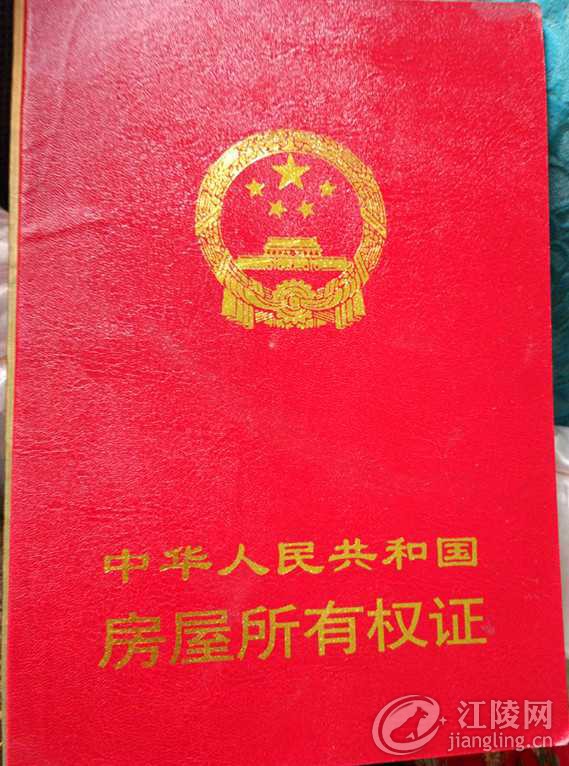 中华人民共和国
房屋所有权证
江陵网
jiangling.cn